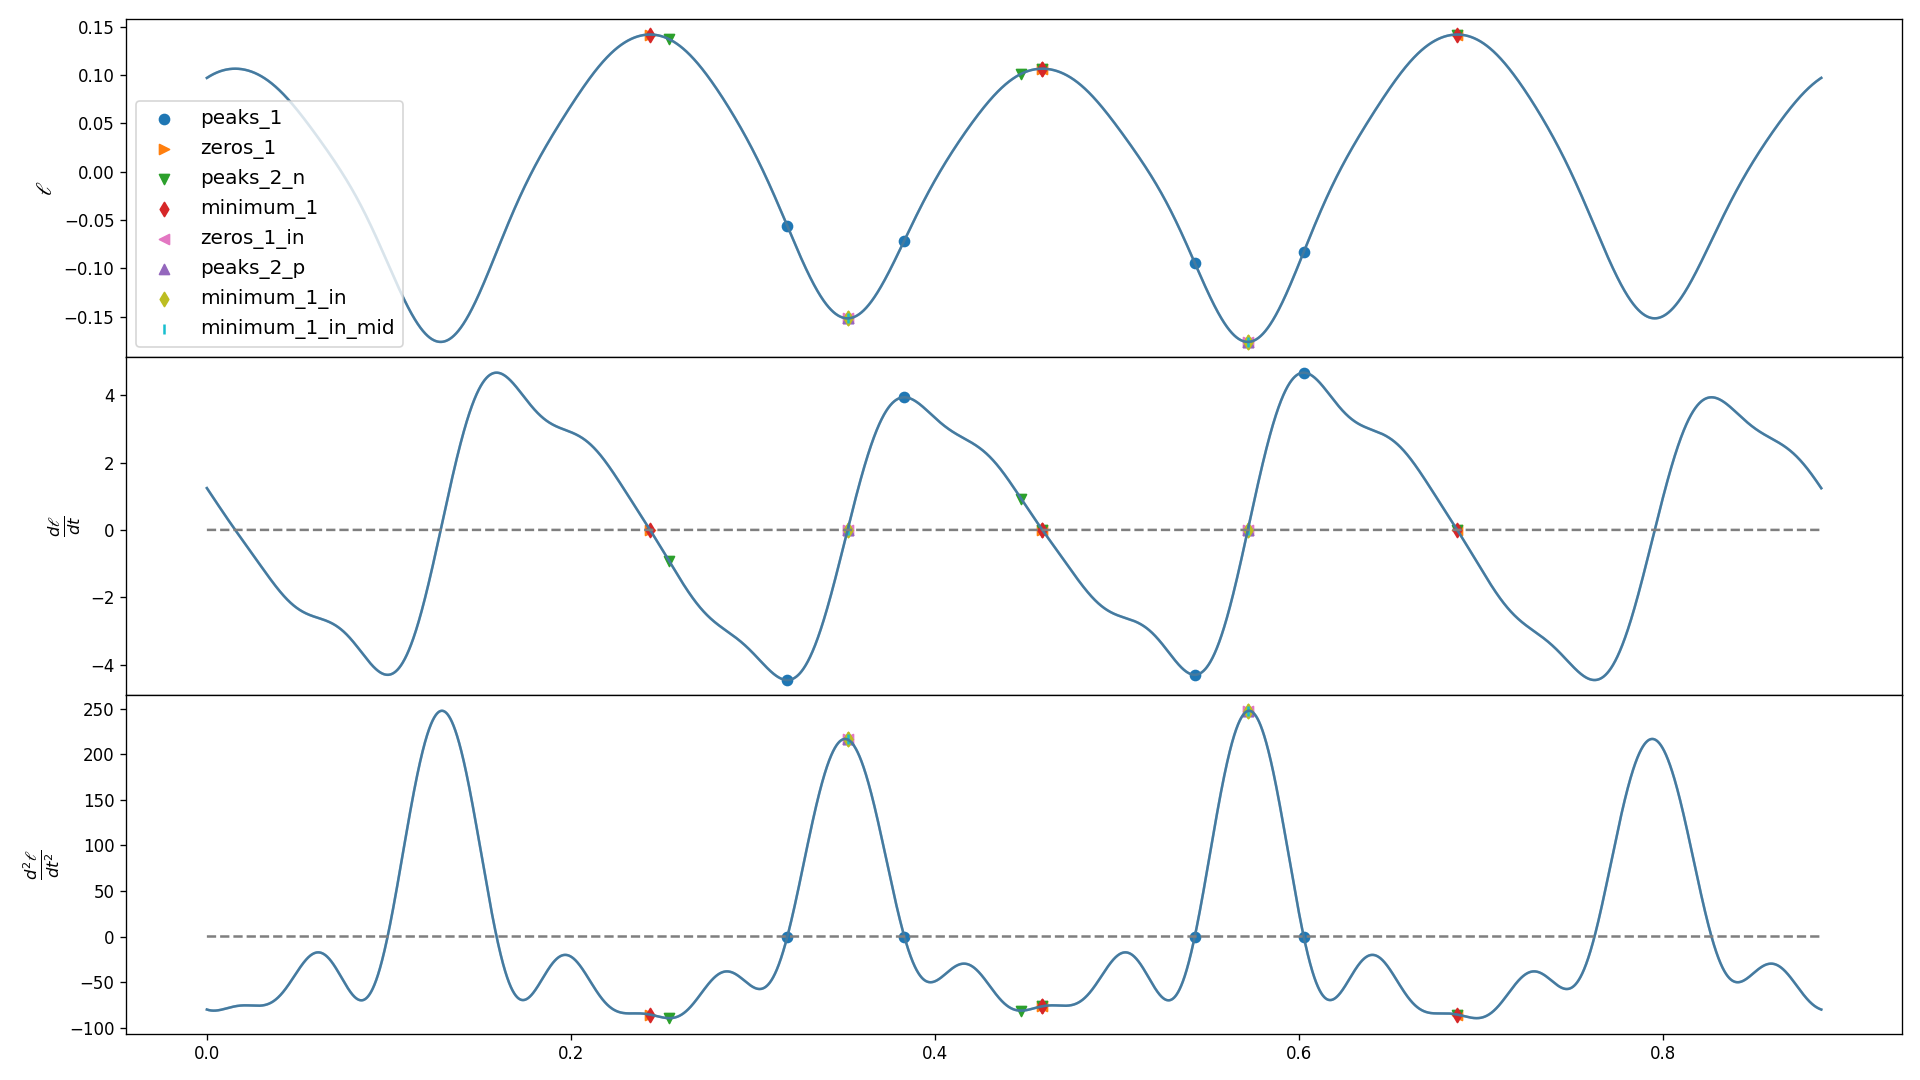 0.15
0.10
0.05
0.00
−0.05
−0.10
−0.15
ℓ
peaks_1
zeros_1
peaks_2_n
minimum_1
zeros_1_in
peaks_2_p
minimum_1_in
minimum_1_in_mid
4
2
0
−2
−4
dℓ
dt
250
200
150
100
50
0
−50
−100
d²ℓ
dt²
0.0 0.2 0.4 0.6 0.8